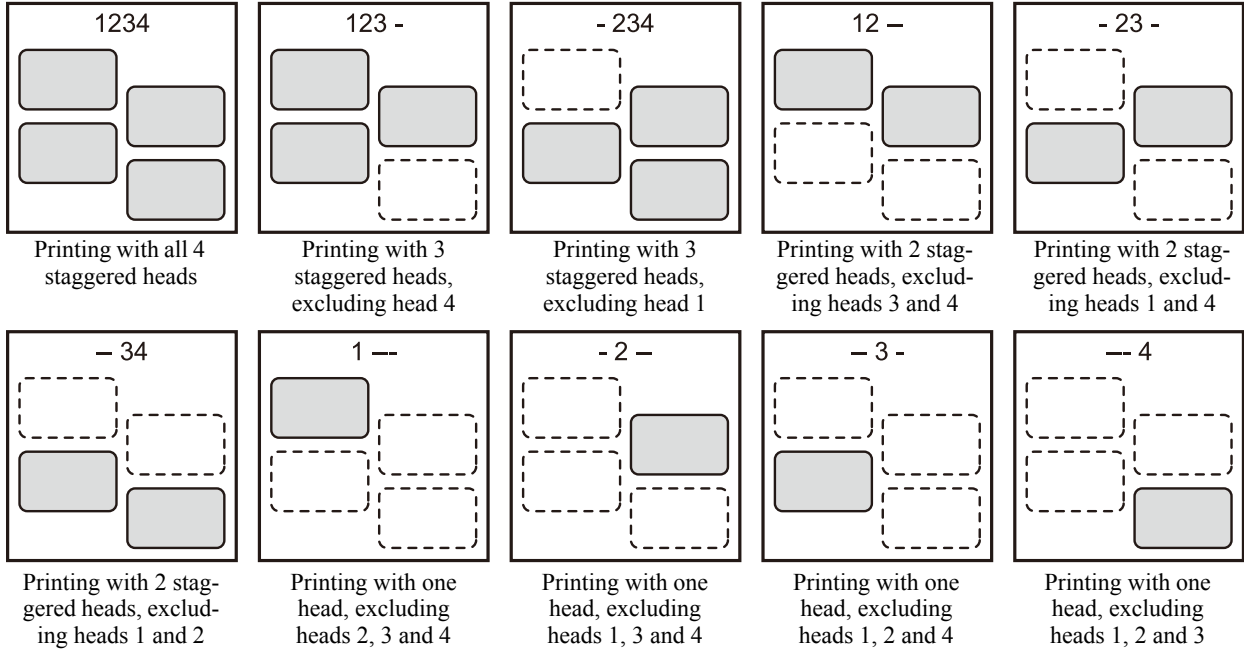 1234
123 -
- 234
12 —
- 23 -
Printing with all 4
staggered heads
Printing with 3
staggered heads,
excluding head 4
Printing with 3
staggered heads,
excluding head 1
Printing with 2 stag-
gered heads, exclud-
ing heads 3 and 4
Printing with 2 stag-
gered heads, exclud-
ing heads 1 and 4
— 34
1 —-
- 2 —
— 3 -
—- 4
Printing with 2 stag-
gered heads, exclud-
ing heads 1 and 2
Printing with one
head, excluding
heads 2, 3 and 4
Printing with one
head, excluding
heads 1, 3 and 4
Printing with one
head, excluding
heads 1, 2 and 4
Printing with one
head, excluding
heads 1, 2 and 3